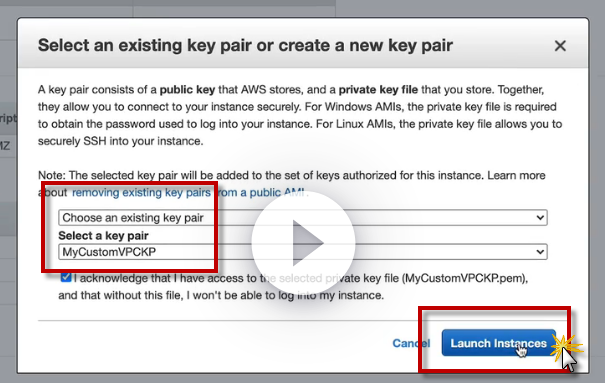 Select an existing key pair or create a new key pair
A key pair consists of a public key that AWS stores, and a private key file that you store. Together,
they allow you to connect to your instance securely. For Windows AMIs, the private key file is required
to obtain the password used to log into your instance. For Linux AMIs, the private key file allows you to
securely SSH into your instance.
ript
MZ
Note: The selected key pair will be added to the set of keys authorized for this instance. Learn more
about removing existing key pairs from a public AMI.
Choose an existing key pair
Select a key pair
MyCustomVPCKP
I acknowledge that I have access to the selected private key file (MyCustomVPCKP.pem),
and that without this file, I won't be able to log into my instance.
Cancel Launch Instances